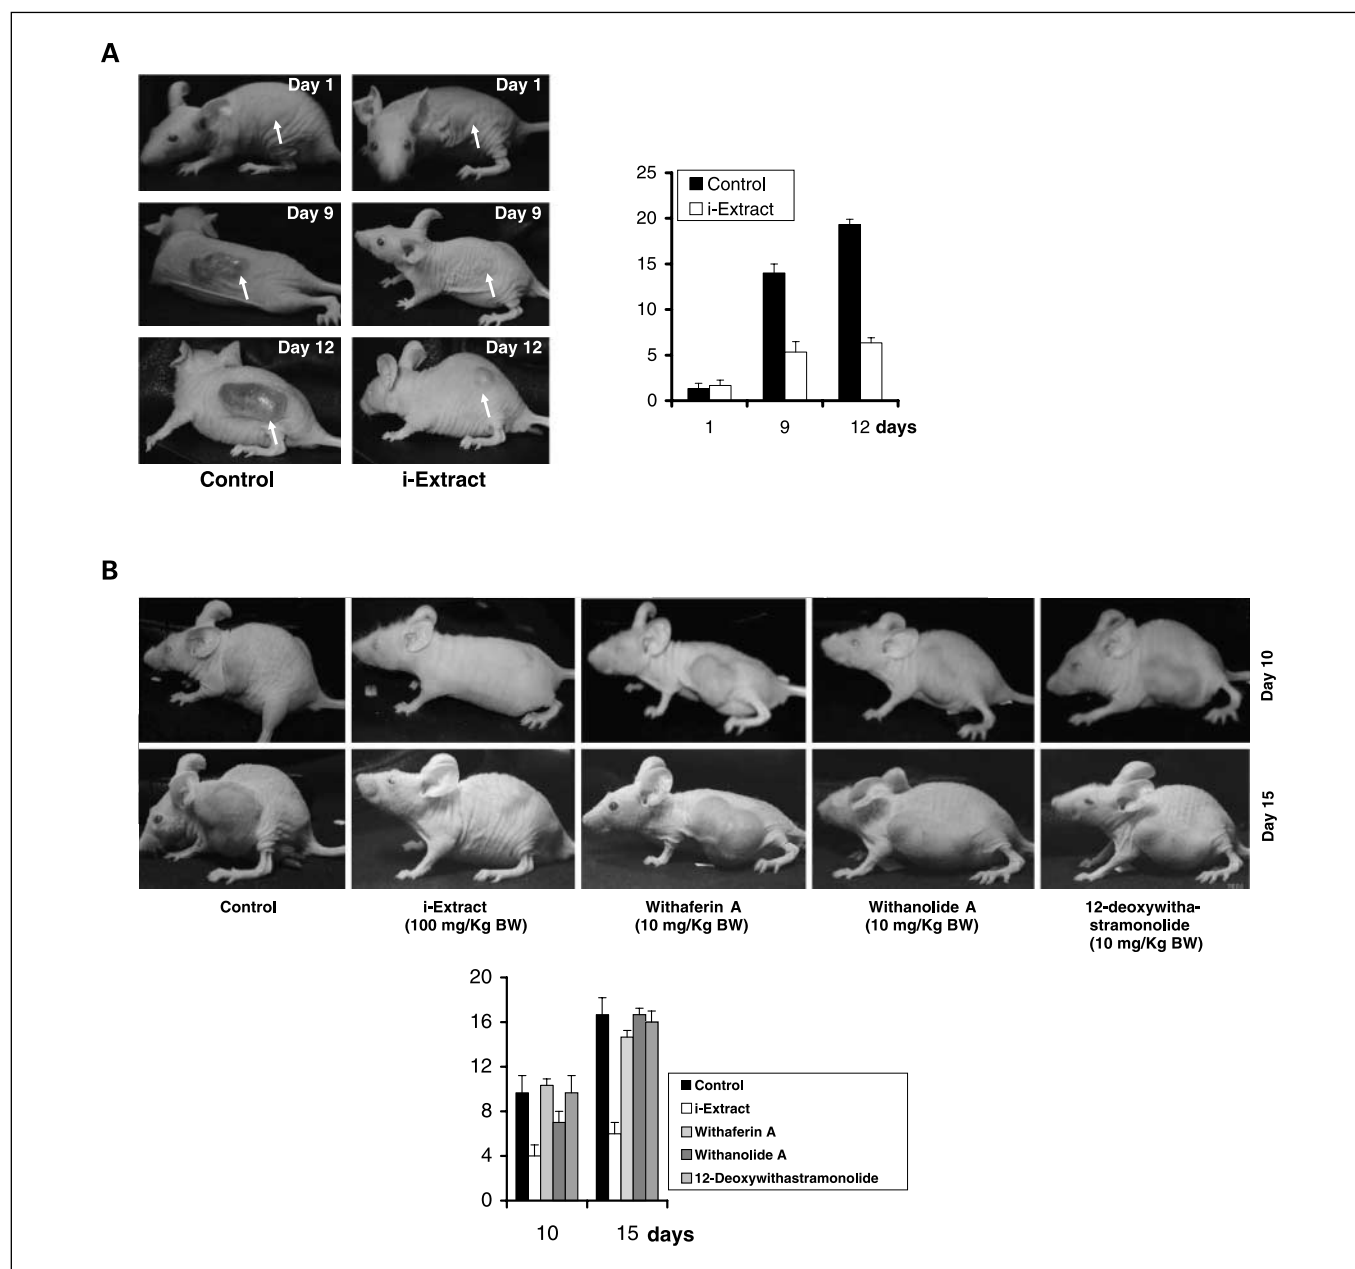 A
Day 1
Day 1
Day 9
Day 9
Day 12
Day 12
Control
i-Extract
25
20
15
10
5
0
Control
i-Extract
1
9
12 days
B
Day 10
Day 15
Control
i-Extract
(100 mg/Kg BW)
Withaferin A
(10 mg/Kg BW)
Withanolide A
(10 mg/Kg BW)
12-deoxywitha-
stramonolide
(10 mg/Kg BW)
20
16
12
8
4
0
Control
i-Extract
Withaferin A
Withanolide A
12-Deoxywithastramonolide
10
15 days